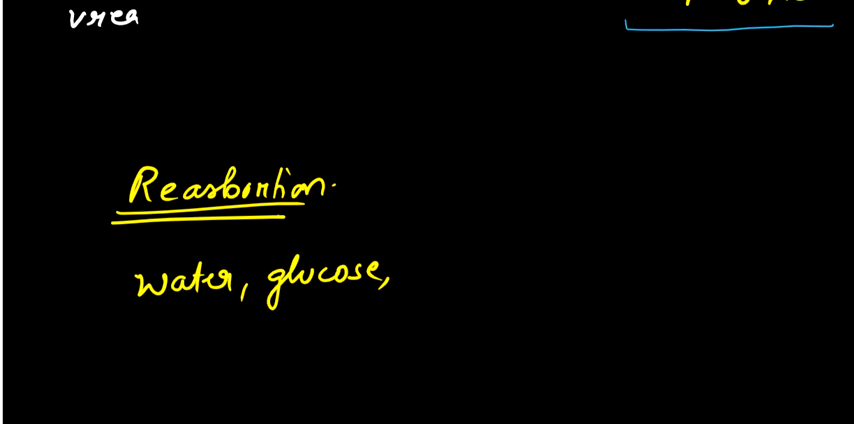 urea
Reasbortion.
water, glucose,